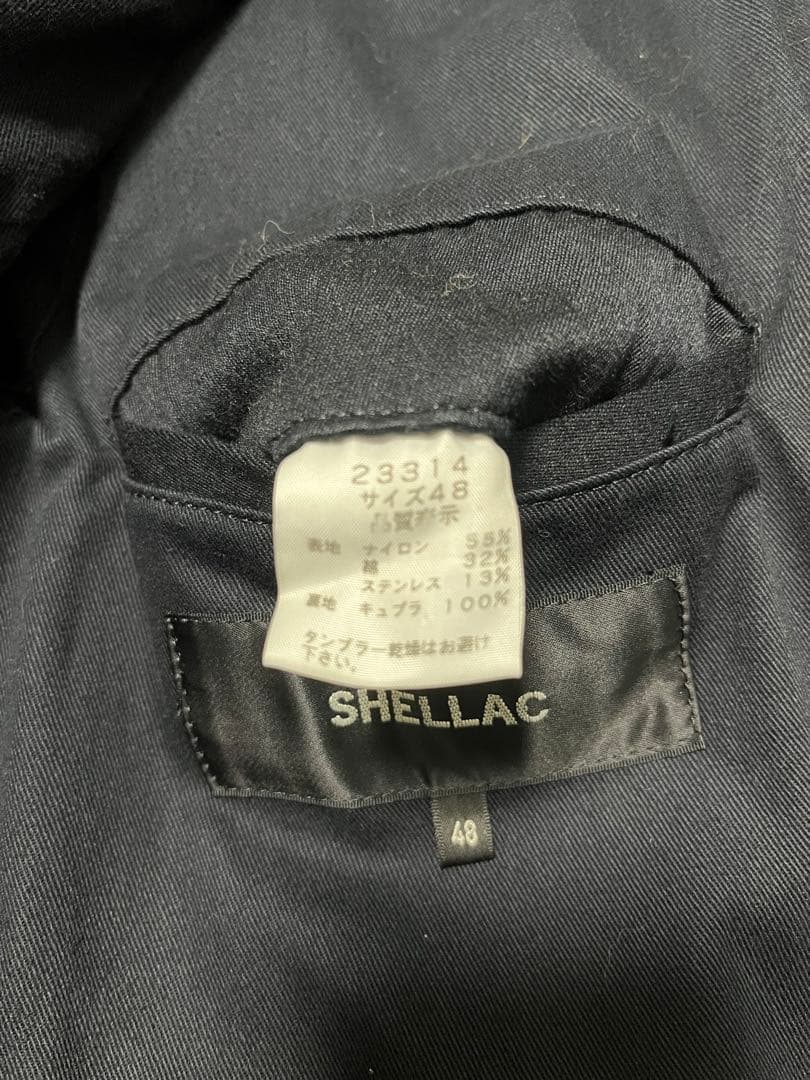 23314
サイズ48
品質表示
表地 ナイロン 55%
綿 32%
ステンレス 13%
裏地 キュプラ 100%
タンブラー乾燥はお避け
下さい。
SHELLAC
48